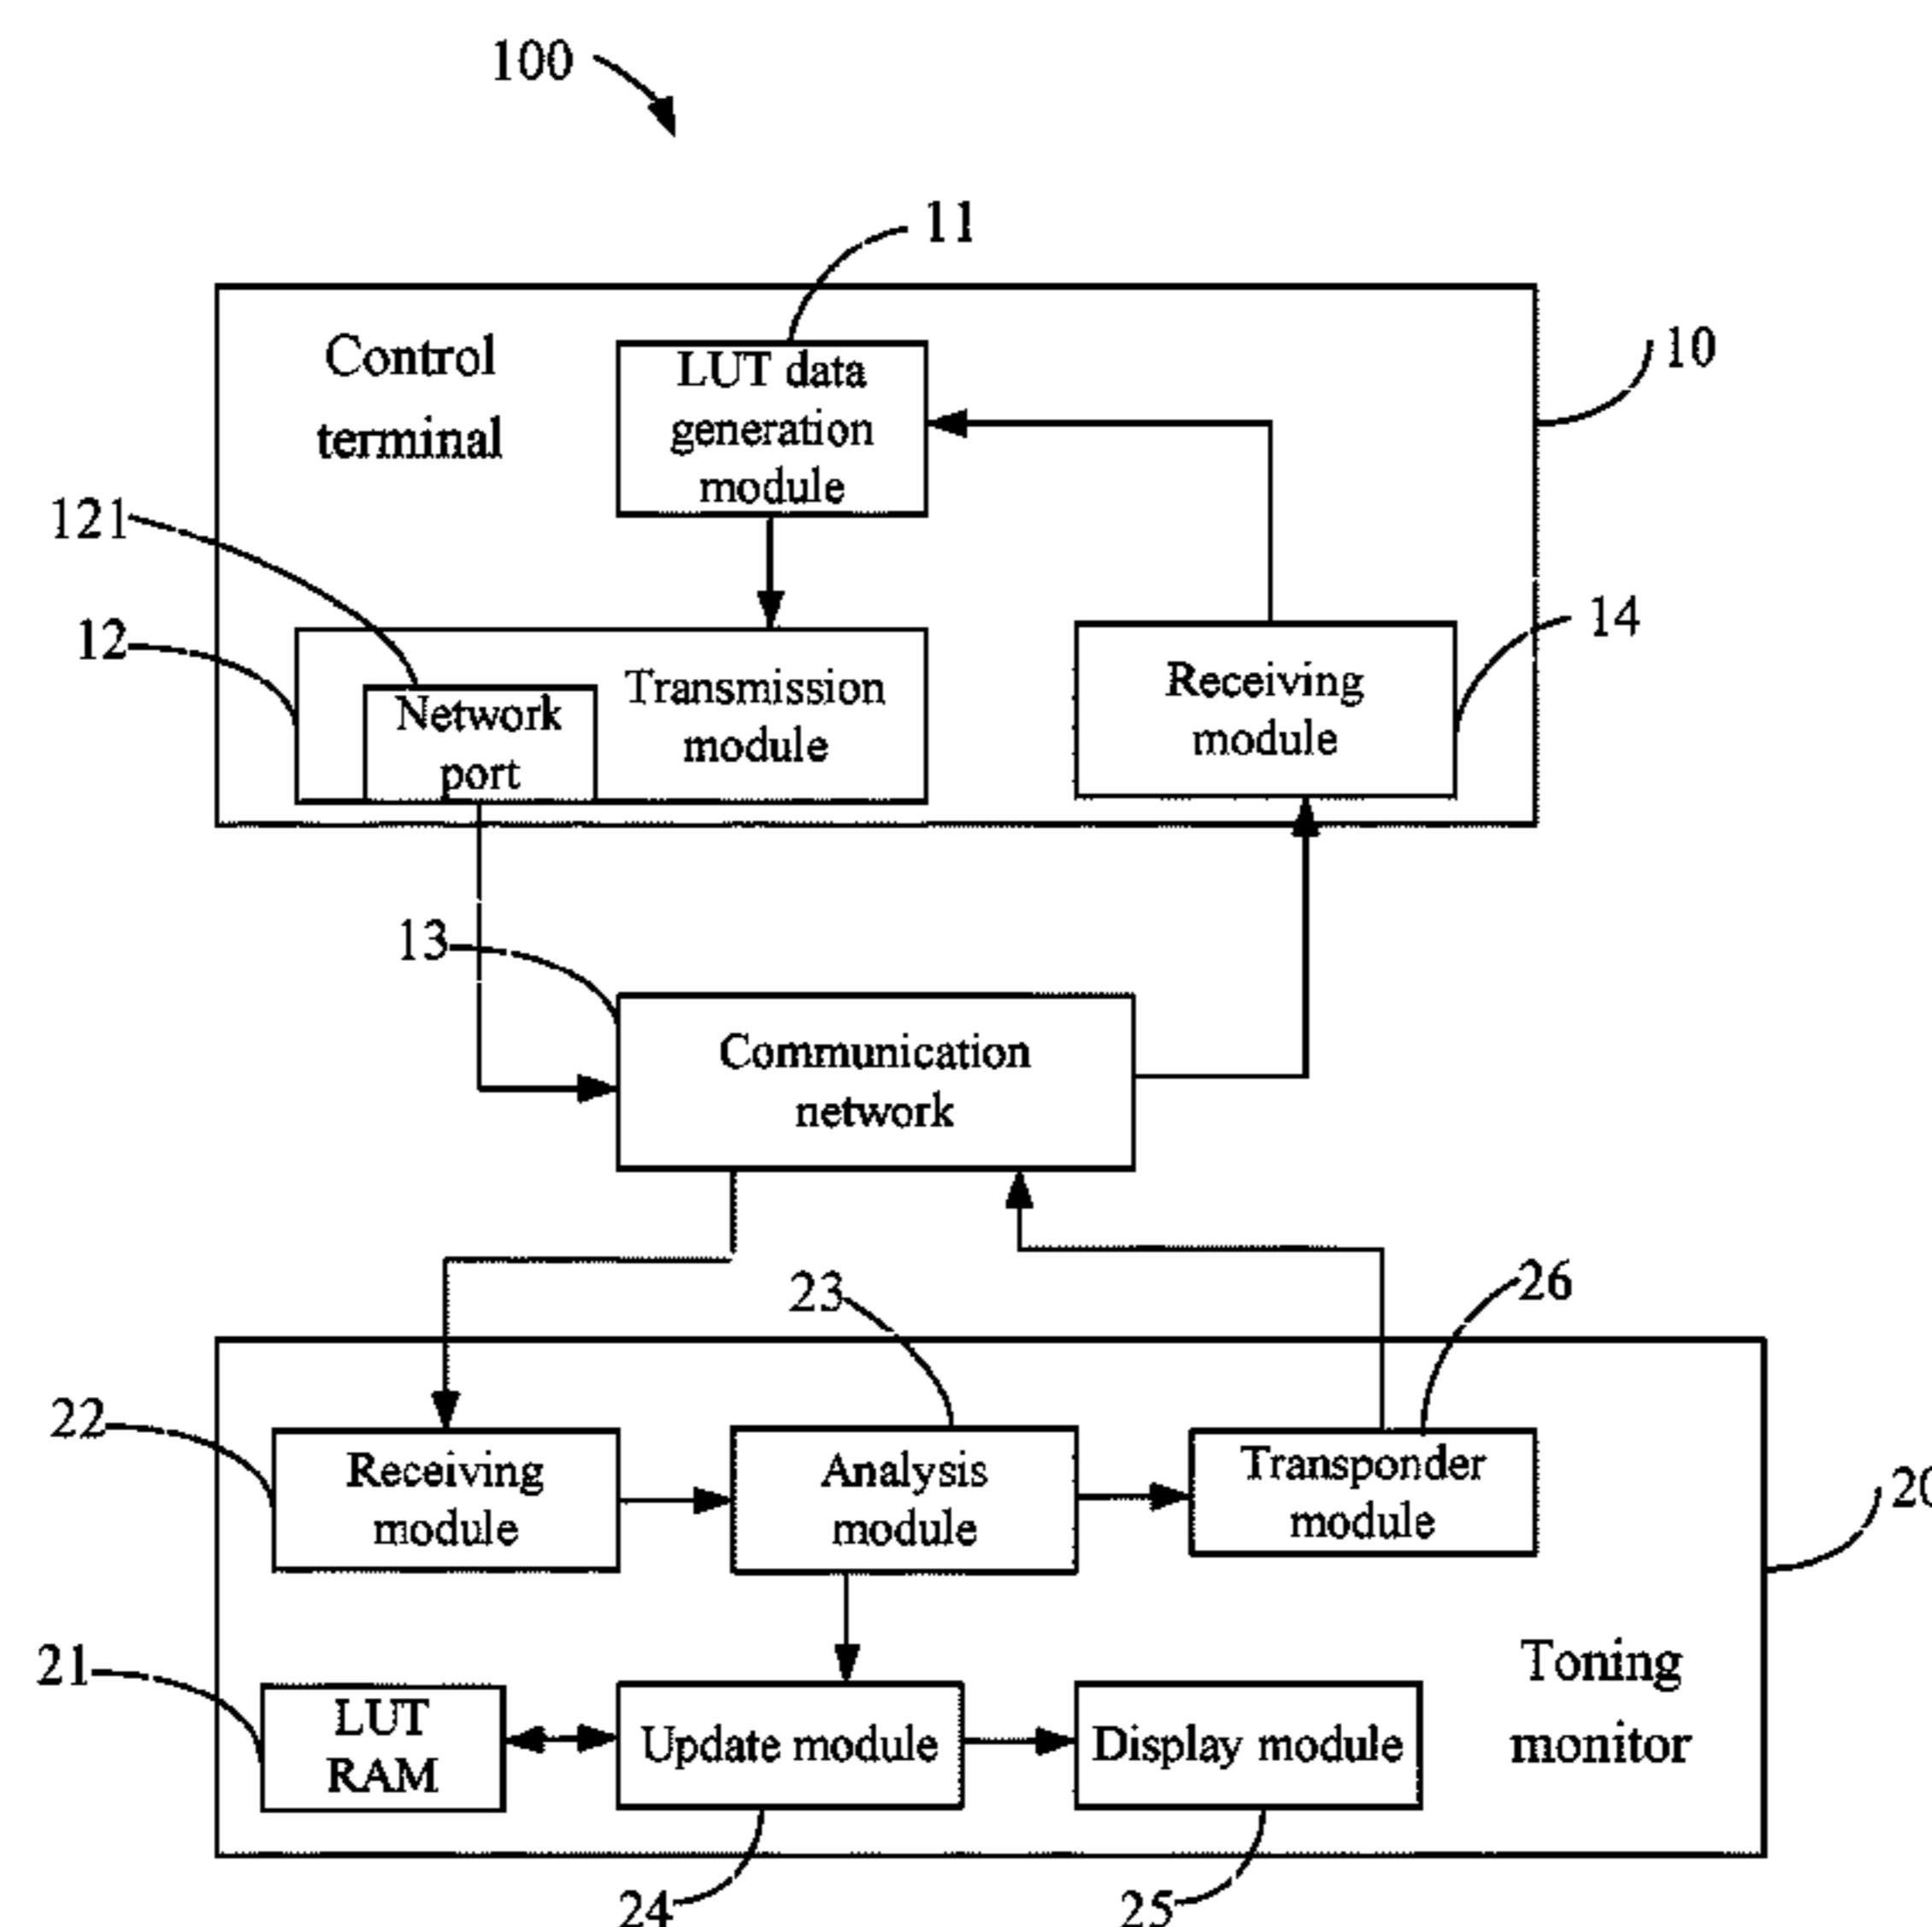 100
11
Control
terminal
LUT data
generation
module
10
121
12
Network
port
Transmission
module
Receiving
module
14
13
Communication
network
23
26
22
Receiving
module
Analysis
module
Transponder
module
20
21
LUT
RAM
Update module
Display module
Toning
monitor
24
25